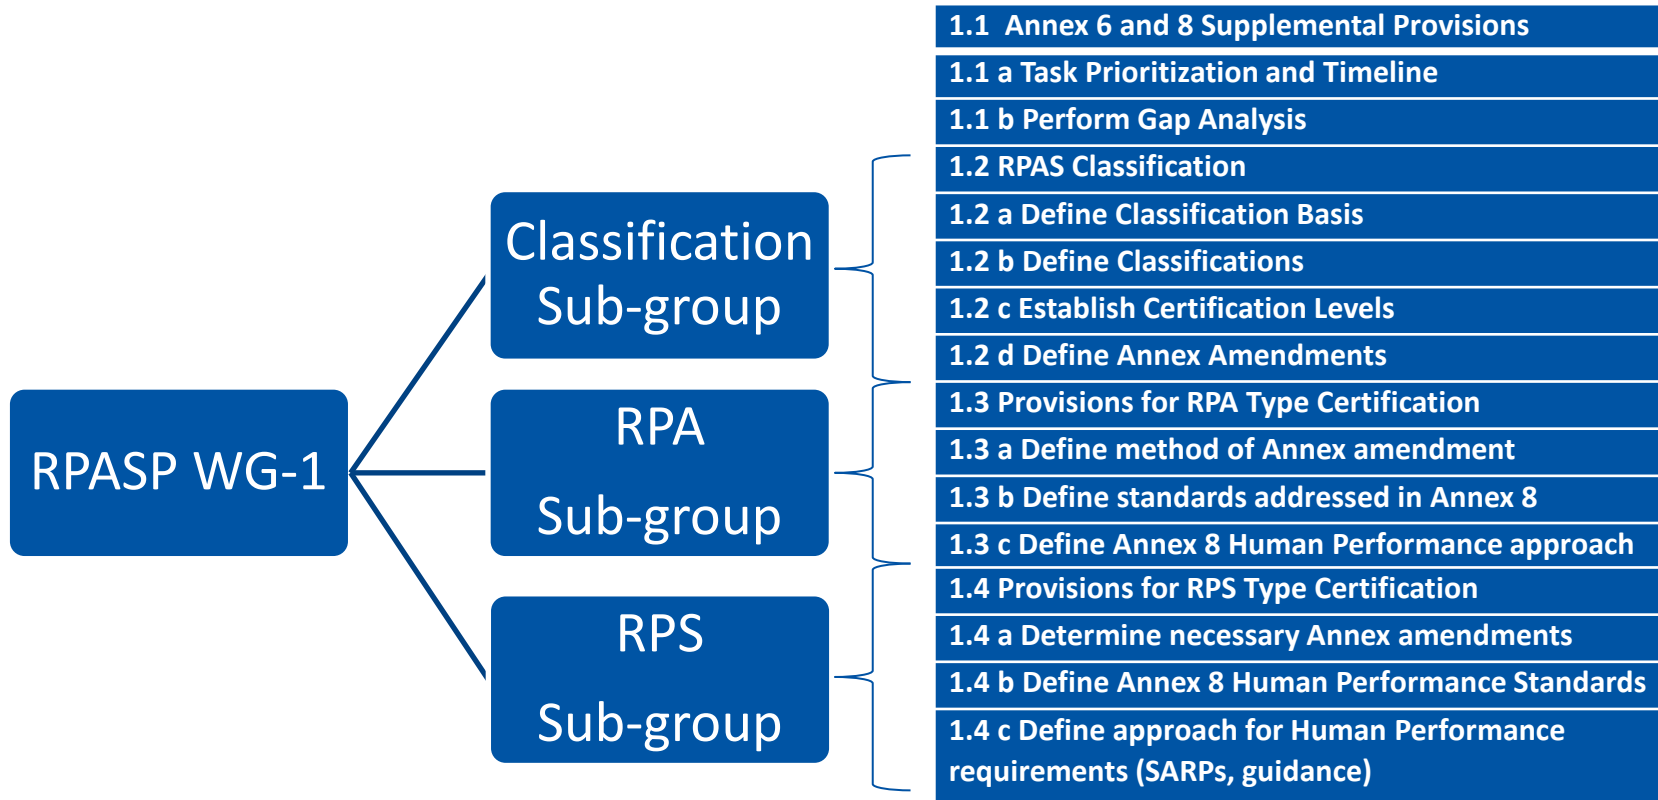 RPASP WG-1
Classification
Sub-group
RPA
Sub-group
RPS
Sub-group
1.1 Annex 6 and 8 Supplemental Provisions
1.1 a Task Prioritization and Timeline
1.1 b Perform Gap Analysis
1.2 RPAS Classification
1.2 a Define Classification Basis
1.2 b Define Classifications
1.2 c Establish Certification Levels
1.2 d Define Annex Amendments
1.3 Provisions for RPA Type Certification
1.3 a Define method of Annex amendment
1.3 b Define standards addressed in Annex 8
1.3 c Define Annex 8 Human Performance approach
1.4 Provisions for RPS Type Certification
1.4 a Determine necessary Annex amendments
1.4 b Define Annex 8 Human Performance Standards
1.4 c Define approach for Human Performance
requirements (SARPs, guidance)